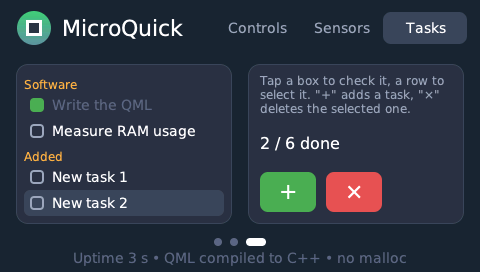 MicroQuick
Controls
Sensors
Tasks
Software
Write the QML
Measure RAM usage
Added
New task 1
New task 2
Tap a box to check it, a row to
select it. "+" adds a task, "×"
deletes the selected one.
2 / 6 done
+
×
Uptime 3 s • QML compiled to C++ • no malloc